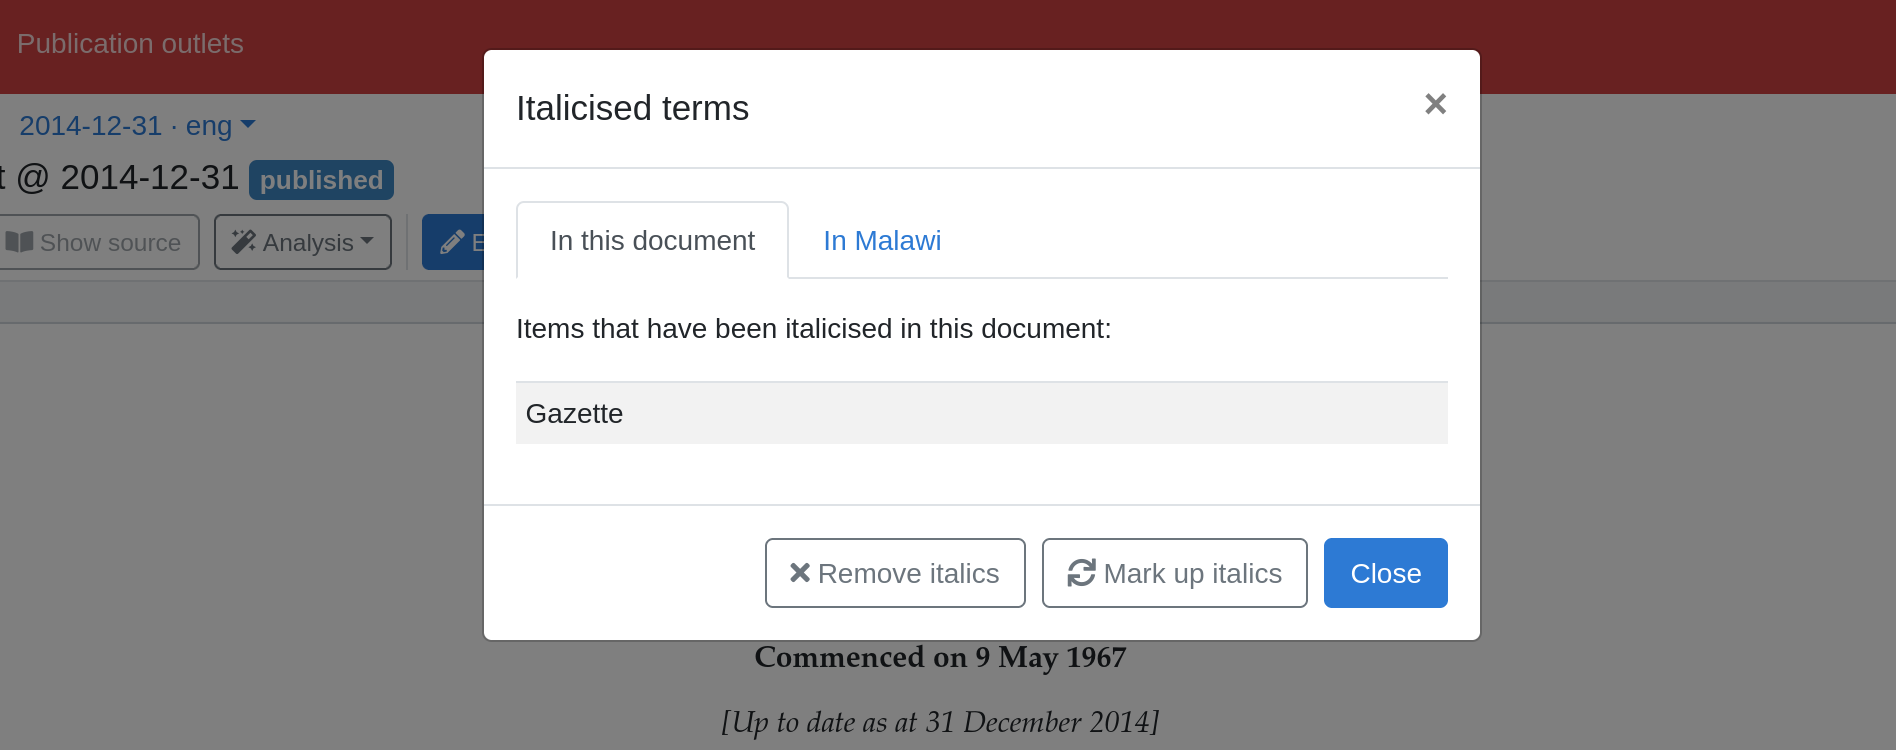 Publication outlets
2014-12-31 · eng
@ 2014-12-31 published
Show source Analysis
Italicised terms
×
In this document In Malawi
Items that have been italicised in this document:
Gazette
Remove italics Mark up italics Close
Commenced on 9 May 1967
[Up to date as at 31 December 2014]